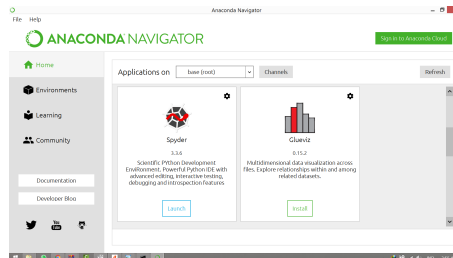 Anaconda Navigator
File Help
ANACONDA NAVIGATOR
Sign in to Anaconda Cloud
Home
Environments
Learning
Community
Documentation
Developer Blog
Applications on base (root) Channels Refresh
Spyder
3.3.6
Scientific PYthon Development
EnviRonment. Powerful Python IDE with
advanced editing, interactive testing,
debugging and introspection features
Launch
Glueviz
0.15.2
Multidimensional data visualization across
files. Explore relationships within and among
related datasets.
Install